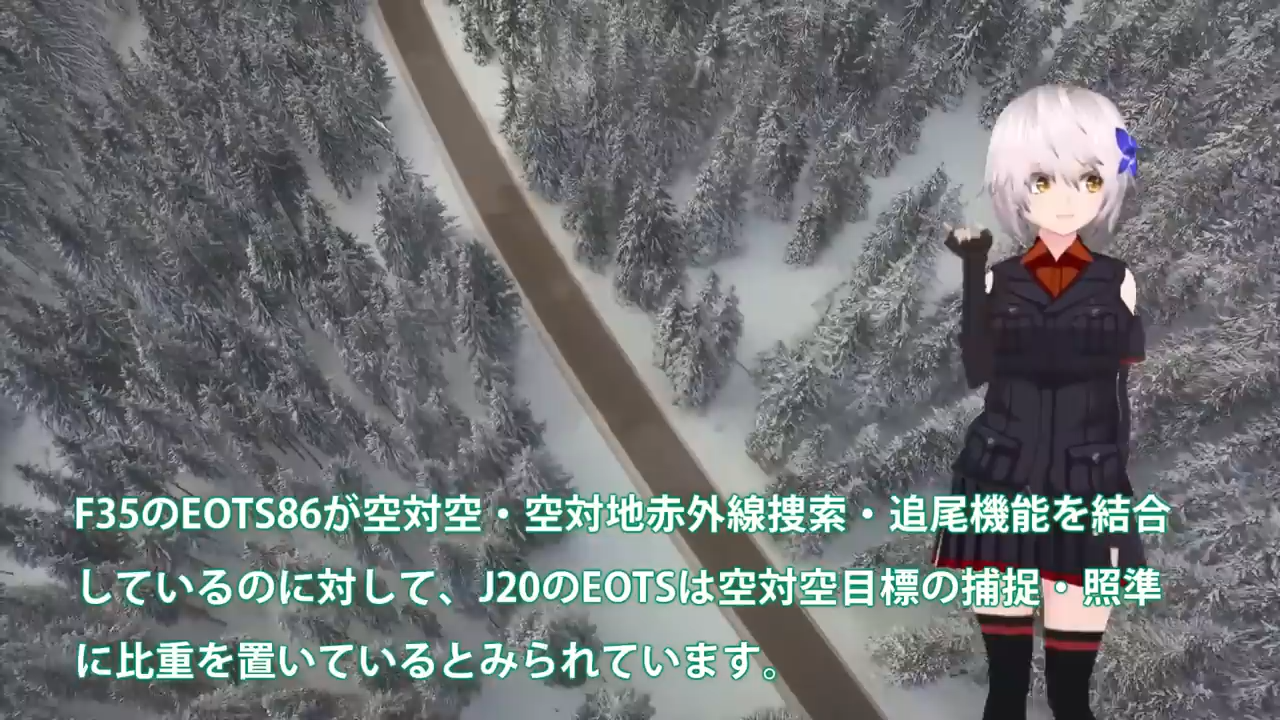 F35のEOTS86が空対空・空対地赤外線捜索・追尾機能を結合
しているのに対して、J20のEOTSは空対空目標の捕捉・照準
に比重を置いているとみられています。